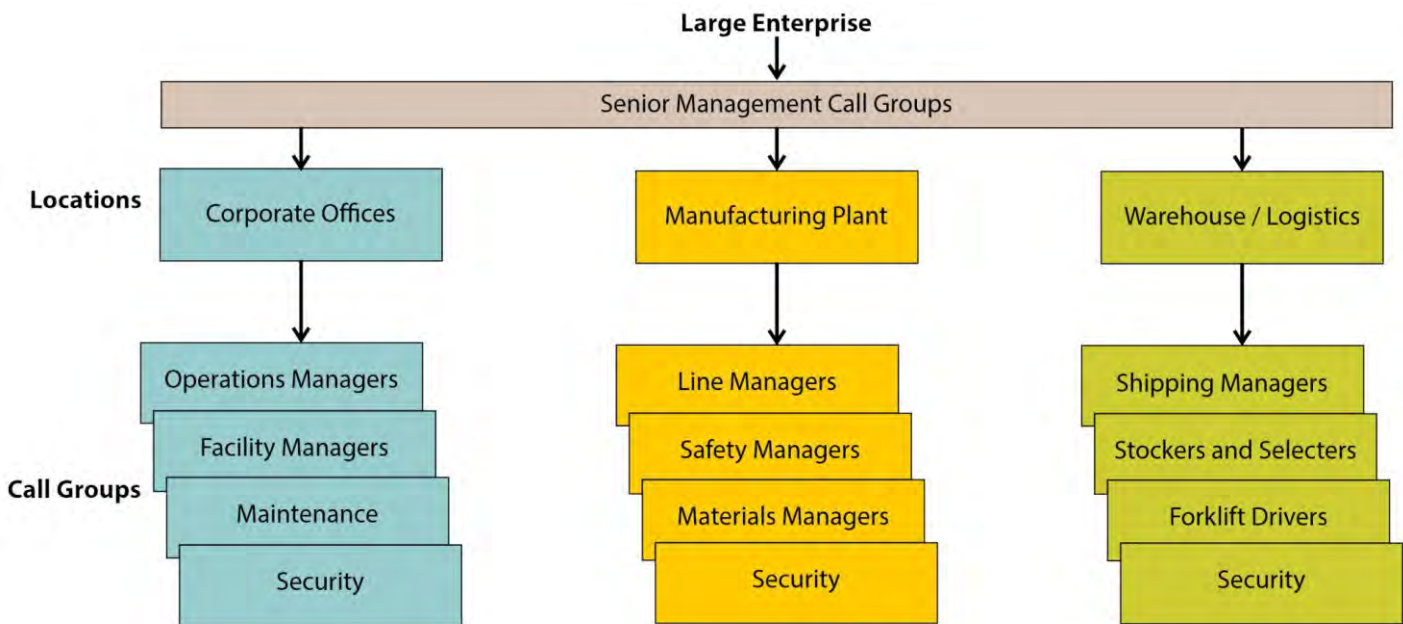 Large Enterprise
Senior Management Call Groups
Locations
Corporate Offices
Manufacturing Plant
Warehouse / Logistics
Call Groups
Operations Managers
Facility Managers
Maintenance
Security
Line Managers
Safety Managers
Materials Managers
Security
Shipping Managers
Stockers and Selecters
Forklift Drivers
Security